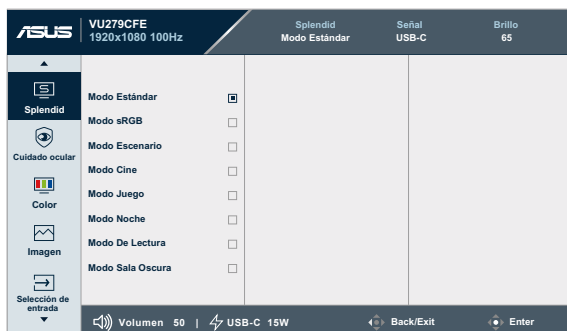 ASUS
VU279CFE
1920x1080 100Hz
Splendid
Modo Estándar
Señal
USB-C
Brillo
65
Splendid
Cuidado ocular
Color
Imagen
Selección de
entrada
Modo Estándar
Modo sRGB
Modo Escenario
Modo Cine
Modo Juego
Modo Noche
Modo De Lectura
Modo Sala Oscura
Volumen 50 | USB-C 15W
Back/Exit
Enter